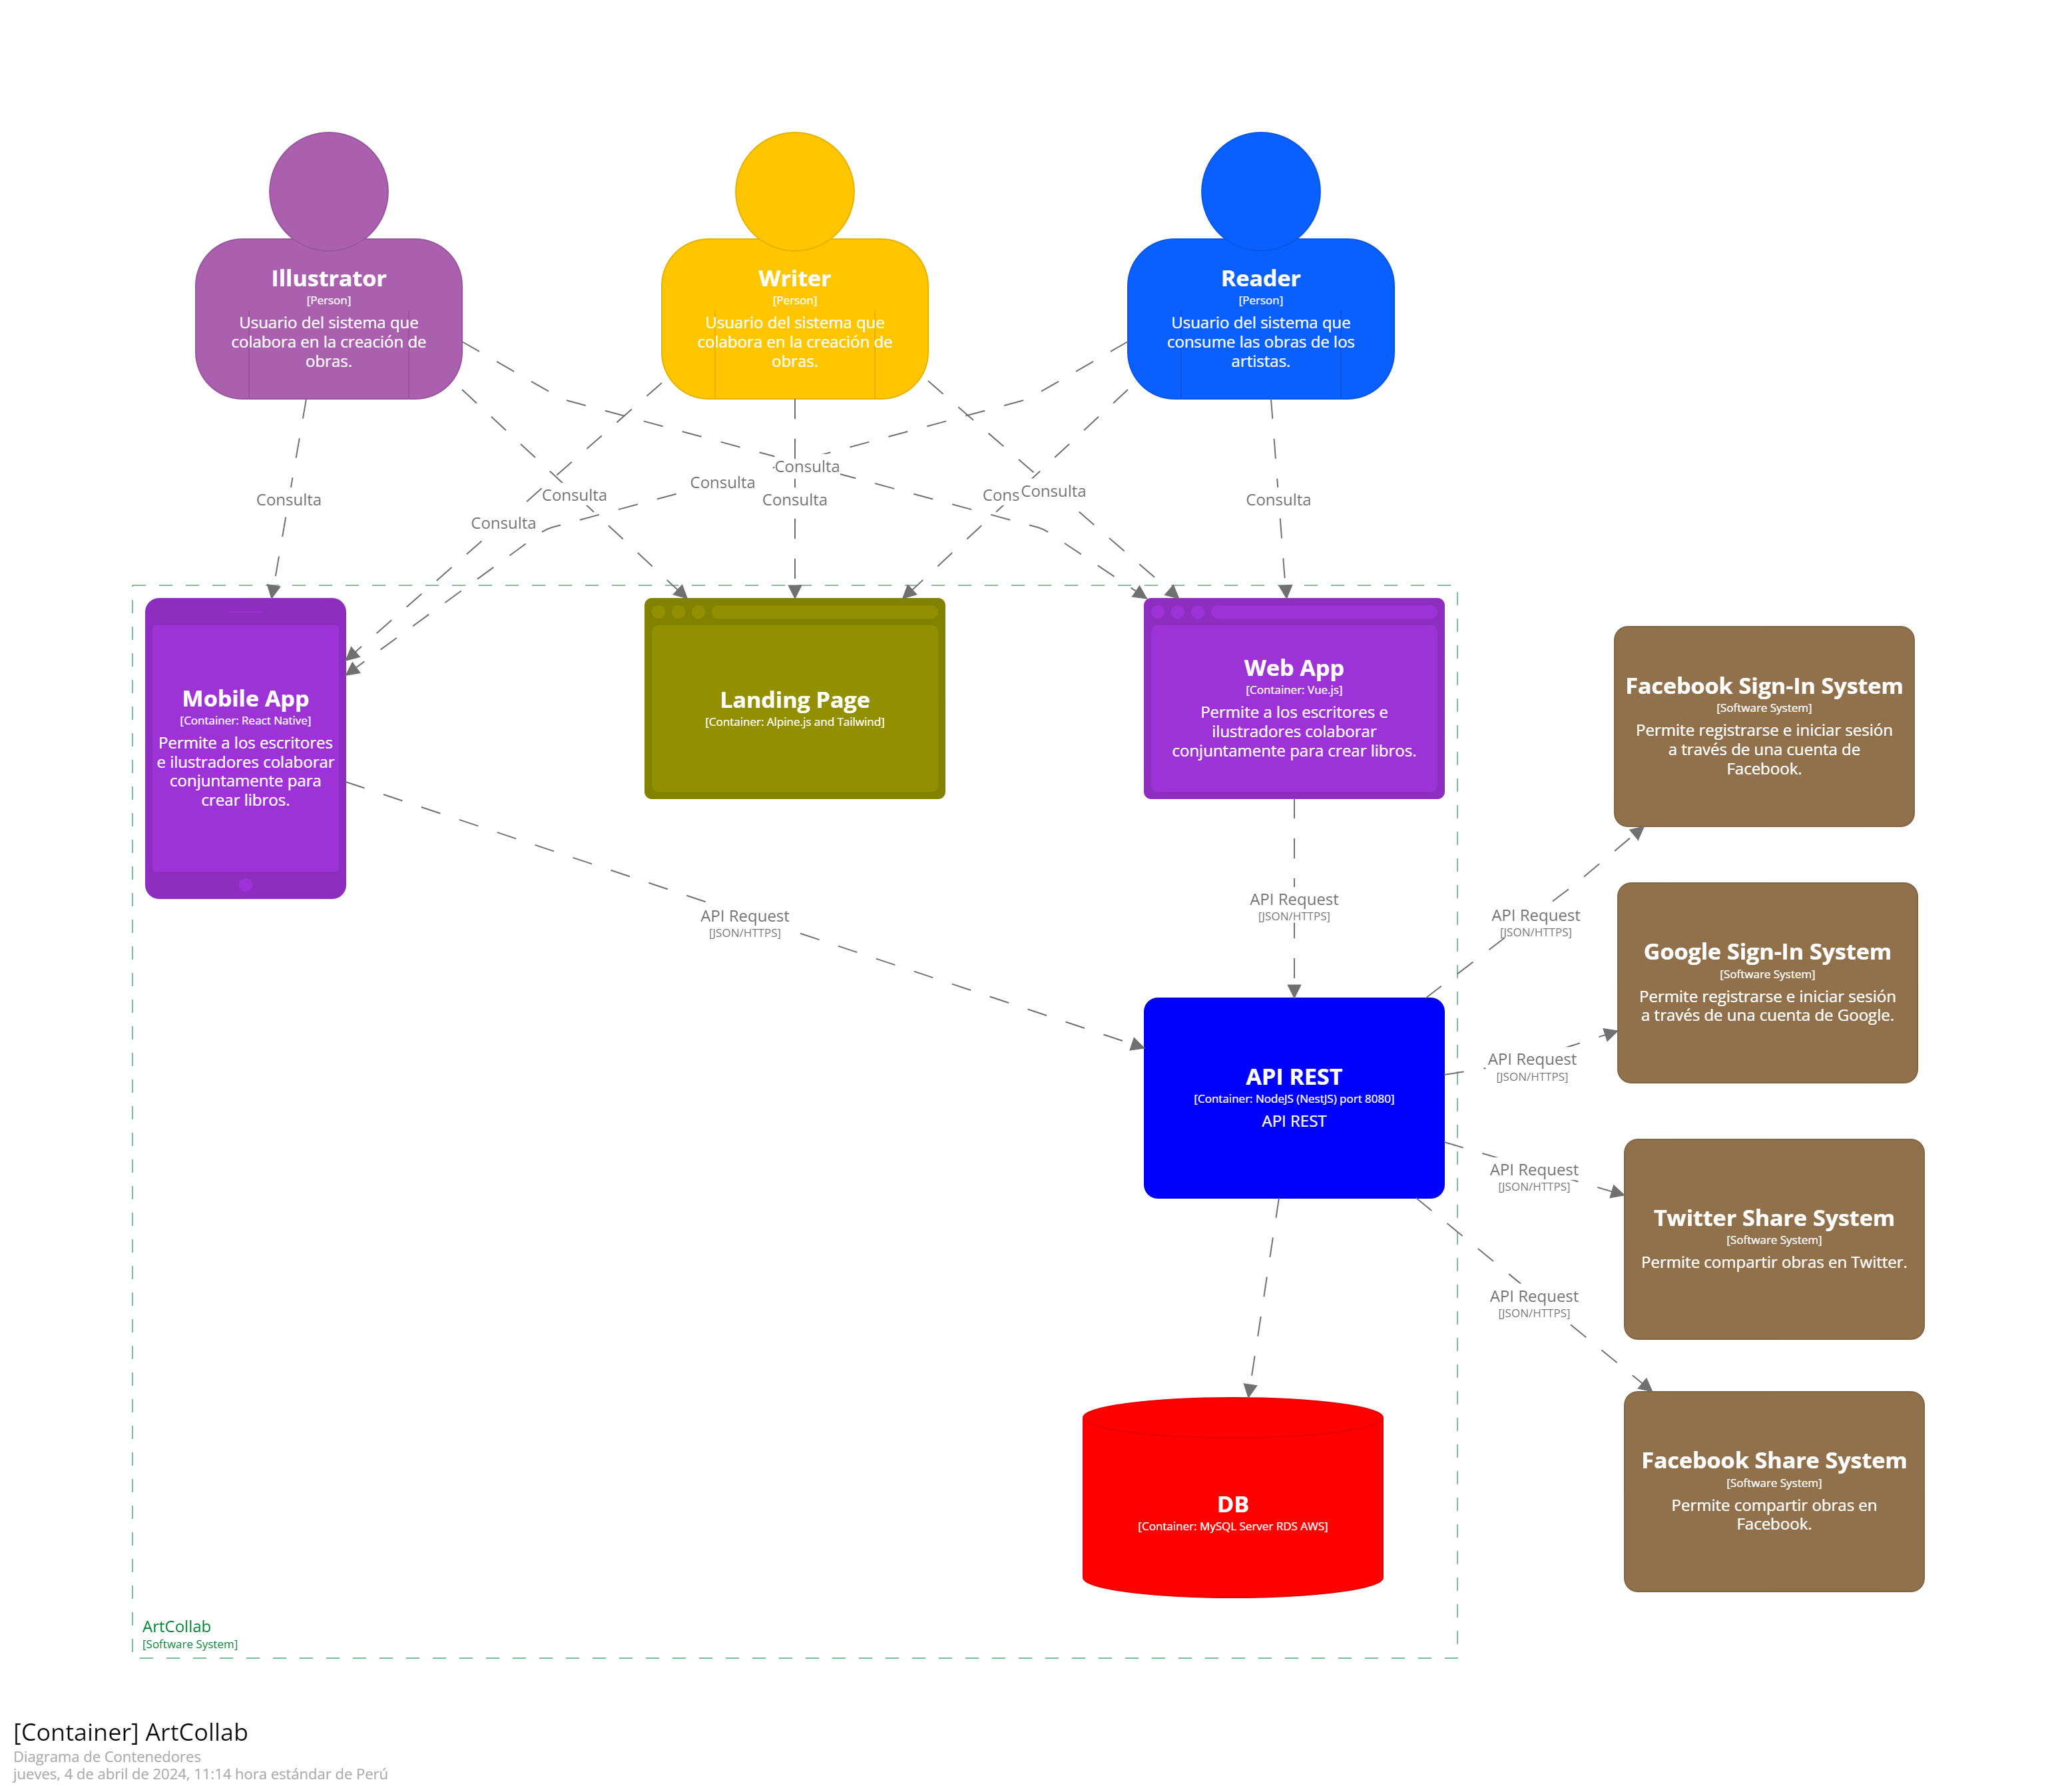 Illustrator
[Person]
Usuario del sistema que
colabora en la creación de
obras.
Writer
[Person]
Usuario del sistema que
colabora en la creación de
obras.
Reader
[Person]
Usuario del sistema que
consume las obras de los
artistas.
Consulta
Consulta
Consulta
Consulta
Consulta
Consulta
Cons
Consulta
Consulta
Mobile App
[Container: React Native]
Permite a los escritores
e ilustradores colaborar
conjuntamente para
crear libros.
Landing Page
[Container: Alpine.js and Tailwind]
Web App
[Container: Vue.js]
Permite a los escritores e
ilustradores colaborar
conjuntamente para crear libros.
Facebook Sign-In System
[Software System]
Permite registrarse e iniciar sesión
a través de una cuenta de
Facebook.
API Request
[JSON/HTTPS]
API Request
[JSON/HTTPS]
API Request
[JSON/HTTPS]
Google Sign-In System
[Software System]
Permite registrarse e iniciar sesión
a través de una cuenta de Google.
API Request
[JSON/HTTPS]
API REST
[Container: NodeJS (NestJS) port 8080]
API REST
API Request
[JSON/HTTPS]
Twitter Share System
[Software System]
Permite compartir obras en Twitter.
API Request
[JSON/HTTPS]
Facebook Share System
[Software System]
Permite compartir obras en
Facebook.
DB
[Container: MySQL Server RDS AWS]
ArtCollab
[Software System]
[Container] ArtCollab
Diagrama de Contenedores
jueves, 4 de abril de 2024, 11:14 hora estándar de Perú